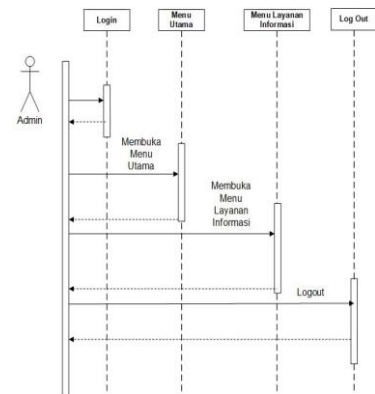 Login
Menu
Utama
Menu Layanan
Informasi
Log Out
Admin
Membuka
Menu
Utama
Membuka
Menu
Layanan
Informasi
Logout